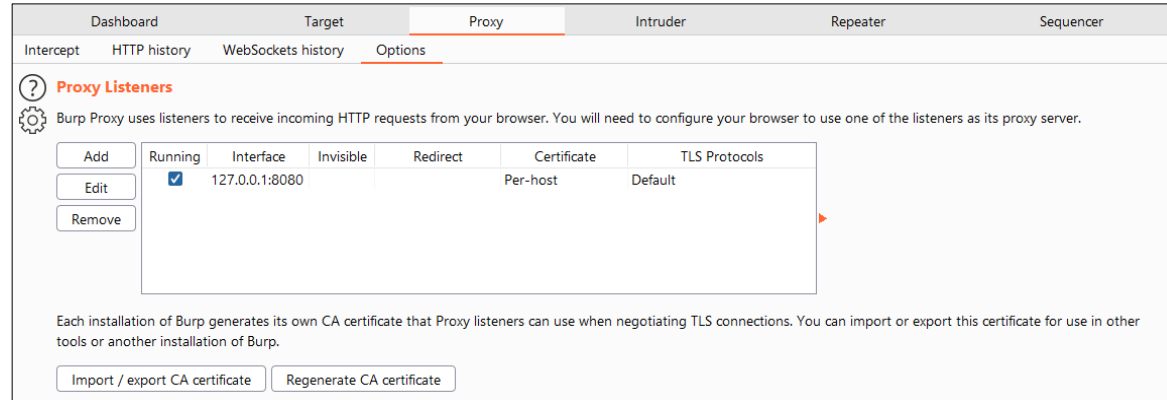 Dashboard Target Proxy Intruder Repeater Sequencer
Intercept HTTP history WebSockets history Options
? Proxy Listeners
Burp Proxy uses listeners to receive incoming HTTP requests from your browser. You will need to configure your browser to use one of the listeners as its proxy server.
Add Running Interface Invisible Redirect Certificate TLS Protocols
127.0.0.1:8080 Per-host Default
Edit
Remove
Each installation of Burp generates its own CA certificate that Proxy listeners can use when negotiating TLS connections. You can import or export this certificate for use in other
tools or another installation of Burp.
Import / export CA certificate Regenerate CA certificate